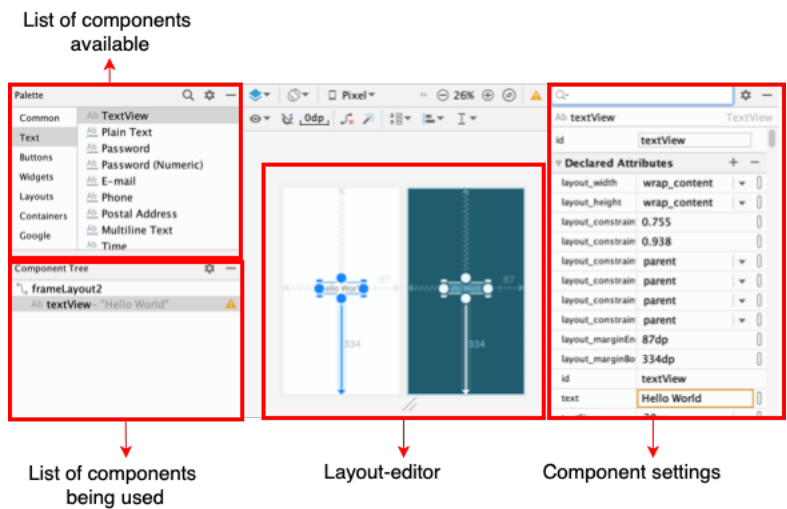 List of components
available
Palette
Common
Text
Buttons
Widgets
Layouts
Containers
Google
Ab TextView
Ab Plain Text
Ab Password
Ab Password (Numeric)
Ab E-mail
Ab Phone
Ab Postal Address
Ab Multiline Text
Ab Time
Component Tree
frameLayout2
Ab textView- "Hello World"
Pixel
26%
0dp
Hello World
87
334
87
334
Ab textView TextView
id textView
Declared Attributes
layout_width wrap_content
layout_height wrap_content
layout_constrain 0.755
layout_constrain 0.938
layout_constrain parent
layout_constrain parent
layout_constrain parent
layout_constrain parent
layout_marginEn 87dp
layout_marginBo 334dp
id textView
text Hello World
List of components
being used
Layout-editor
Component settings